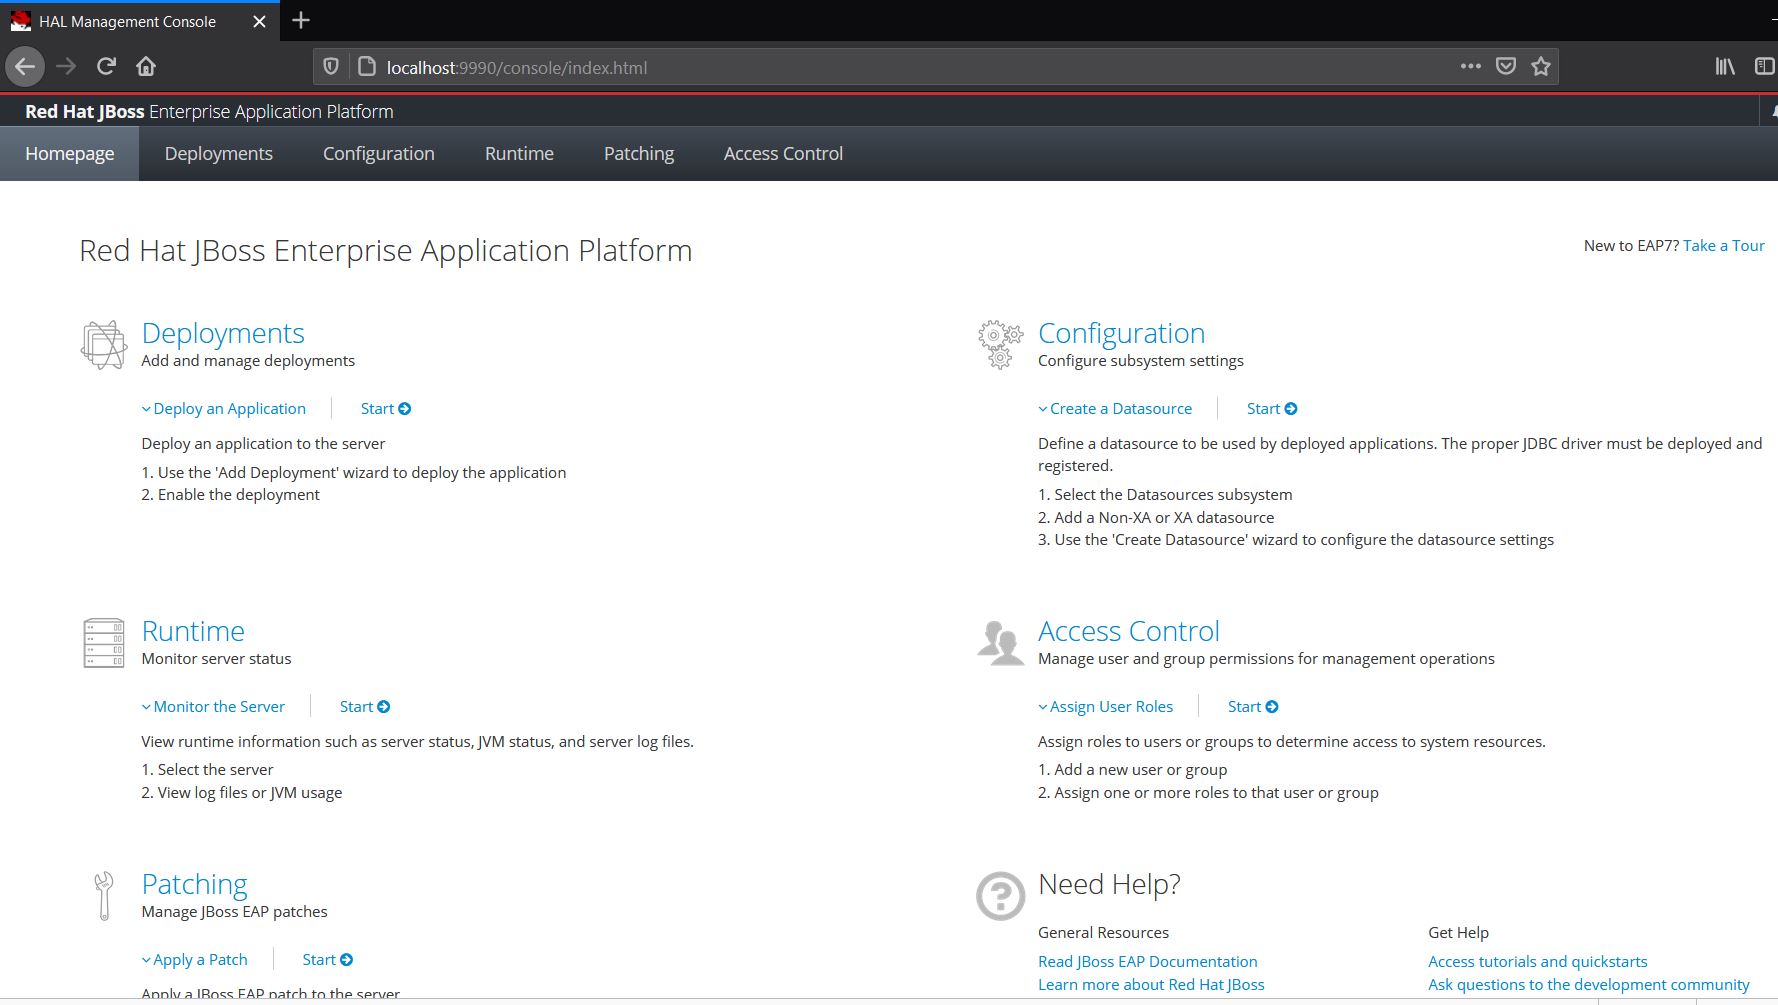 HAL Management Console
localhost:9990/console/index.html
Red Hat JBoss Enterprise Application Platform
Homepage Deployments Configuration Runtime Patching Access Control
Red Hat JBoss Enterprise Application Platform
New to EAP7? Take a Tour
Deployments
Add and manage deployments
Deploy an Application Start
Deploy an application to the server
1. Use the 'Add Deployment' wizard to deploy the application
2. Enable the deployment
Configuration
Configure subsystem settings
Create a Datasource Start
Define a datasource to be used by deployed applications. The proper JDBC driver must be deployed and
registered.
1. Select the Datasources subsystem
2. Add a Non-XA or XA datasource
3. Use the 'Create Datasource' wizard to configure the datasource settings
Runtime
Monitor server status
Monitor the Server Start
View runtime information such as server status, JVM status, and server log files.
1. Select the server
2. View log files or JVM usage
Access Control
Manage user and group permissions for management operations
Assign User Roles Start
Assign roles to users or groups to determine access to system resources.
1. Add a new user or group
2. Assign one or more roles to that user or group
Patching
Manage JBoss EAP patches
Apply a Patch Start
Apply a JBoss EAP patch to the server
Need Help?
General Resources
Read JBoss EAP Documentation
Learn more about Red Hat JBoss
Get Help
Access tutorials and quickstarts
Ask questions to the development community